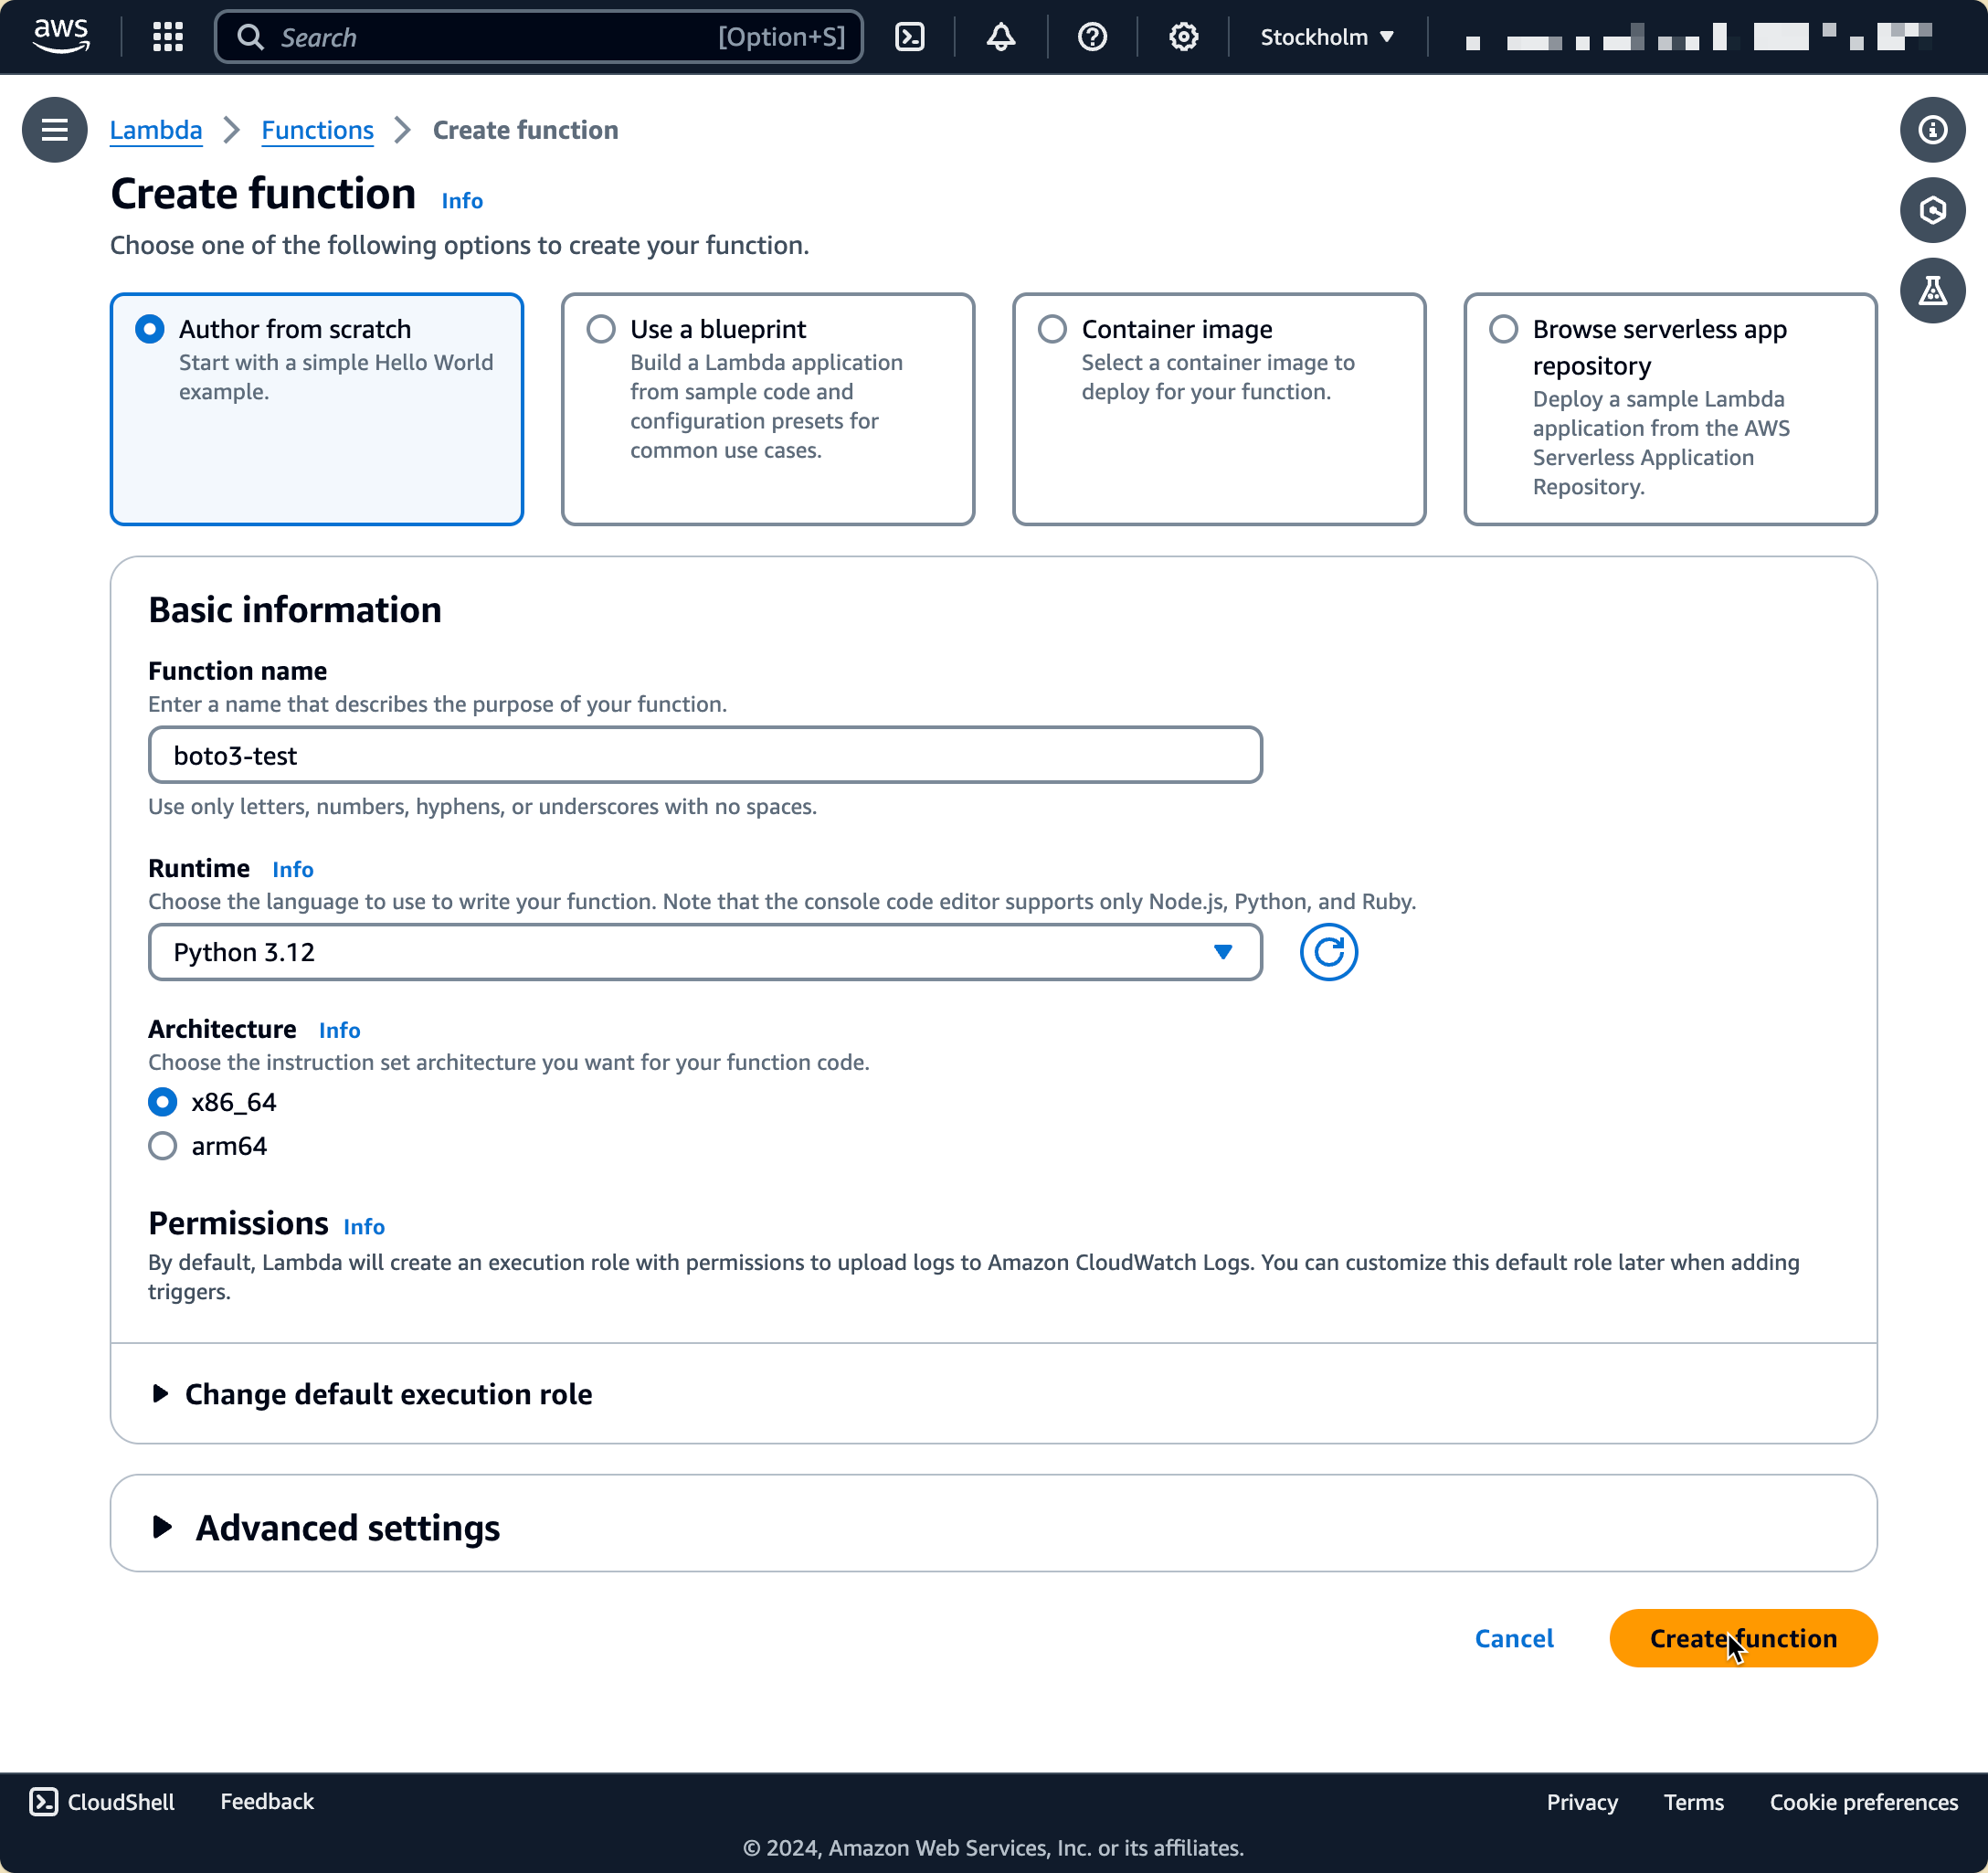 aws
Search
[Option+S]
Stockholm
Lambda
Functions
Create function
Create function
Info
Choose one of the following options to create your function.
Author from scratch
Start with a simple Hello World
example.
Use a blueprint
Build a Lambda application
from sample code and
configuration presets for
common use cases.
Container image
Select a container image to
deploy for your function.
Browse serverless app
repository
Deploy a sample Lambda
application from the AWS
Serverless Application
Repository.
Basic information
Function name
Enter a name that describes the purpose of your function.
boto3-test
Use only letters, numbers, hyphens, or underscores with no spaces.
Runtime Info
Choose the language to use to write your function. Note that the console code editor supports only Node.js, Python, and Ruby.
Python 3.12
Architecture Info
Choose the instruction set architecture you want for your function code.
x86_64
arm64
Permissions Info
By default, Lambda will create an execution role with permissions to upload logs to Amazon CloudWatch Logs. You can customize this default role later when adding
triggers.
Change default execution role
Advanced settings
Cancel
Create function
CloudShell
Feedback
Privacy
Terms
Cookie preferences
© 2024, Amazon Web Services, Inc. or its affiliates.